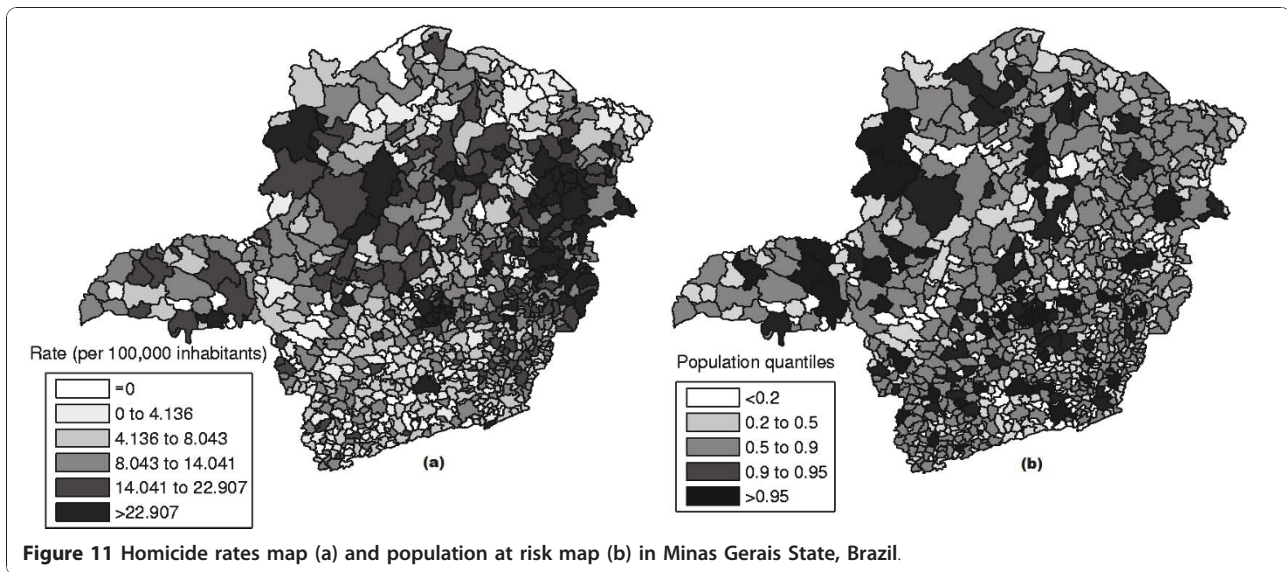 Rate (per 100,000 inhabitants)
=0
0 to 4.136
4.136 to 8.043
8.043 to 14.041
14.041 to 22.907
>22.907
(a)
Population quantiles
<0.2
0.2 to 0.5
0.5 to 0.9
0.9 to 0.95
>0.95
(b)
Figure 11 Homicide rates map (a) and population at risk map (b) in Minas Gerais State, Brazil.